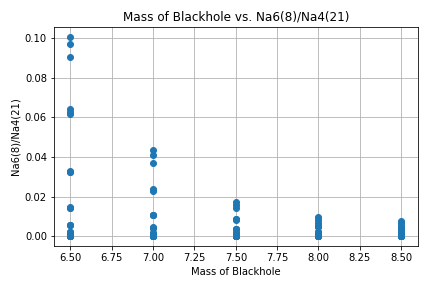 Mass of Blackhole vs. Na6(8)/Na4(21)
0.10
0.08
0.06
0.04
0.02
0.00
Na6(8)/Na4(21)
6.50 6.75 7.00 7.25 7.50 7.75 8.00 8.25 8.50
Mass of Blackhole